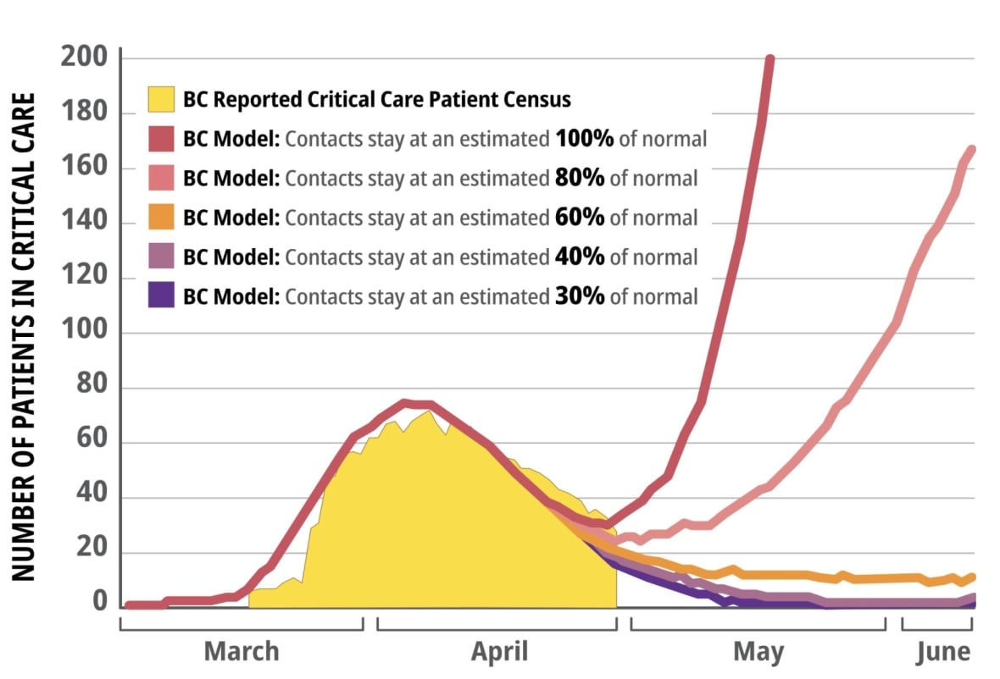 NUMBER OF PATIENTS IN CRITICAL CARE
200
180
160
140
120
100
80
60
40
20
0
BC Reported Critical Care Patient Census
BC Model: Contacts stay at an estimated 100% of normal
BC Model: Contacts stay at an estimated 80% of normal
BC Model: Contacts stay at an estimated 60% of normal
BC Model: Contacts stay at an estimated 40% of normal
BC Model: Contacts stay at an estimated 30% of normal
March April May June